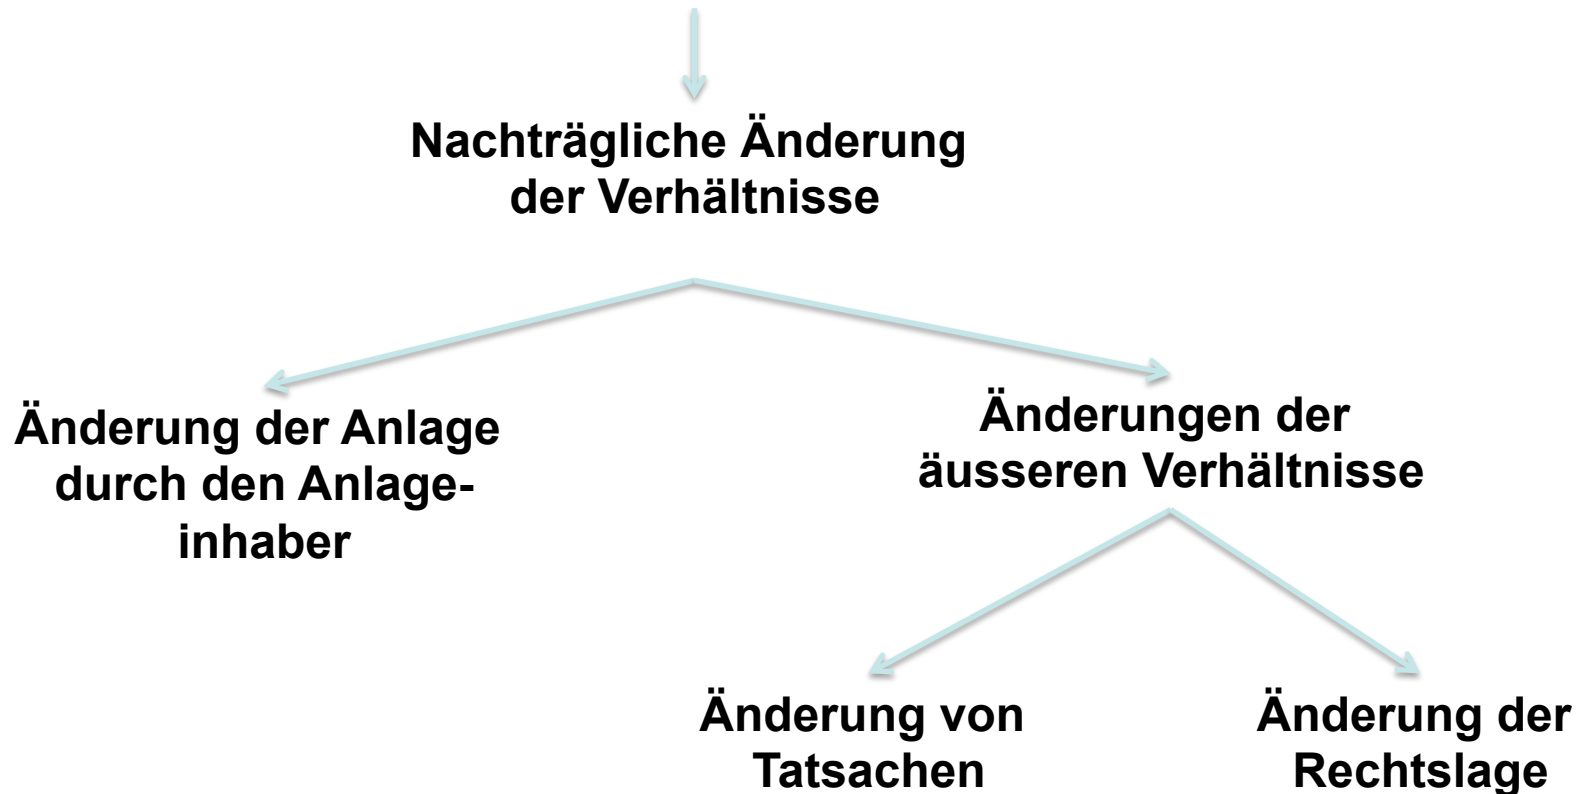 Nachträgliche Änderung
der Verhältnisse
Änderung der Anlage
durch den Anlage-
inhaber
Änderungen der
äusseren Verhältnisse
Änderung von
Tatsachen
Änderung der
Rechtslage